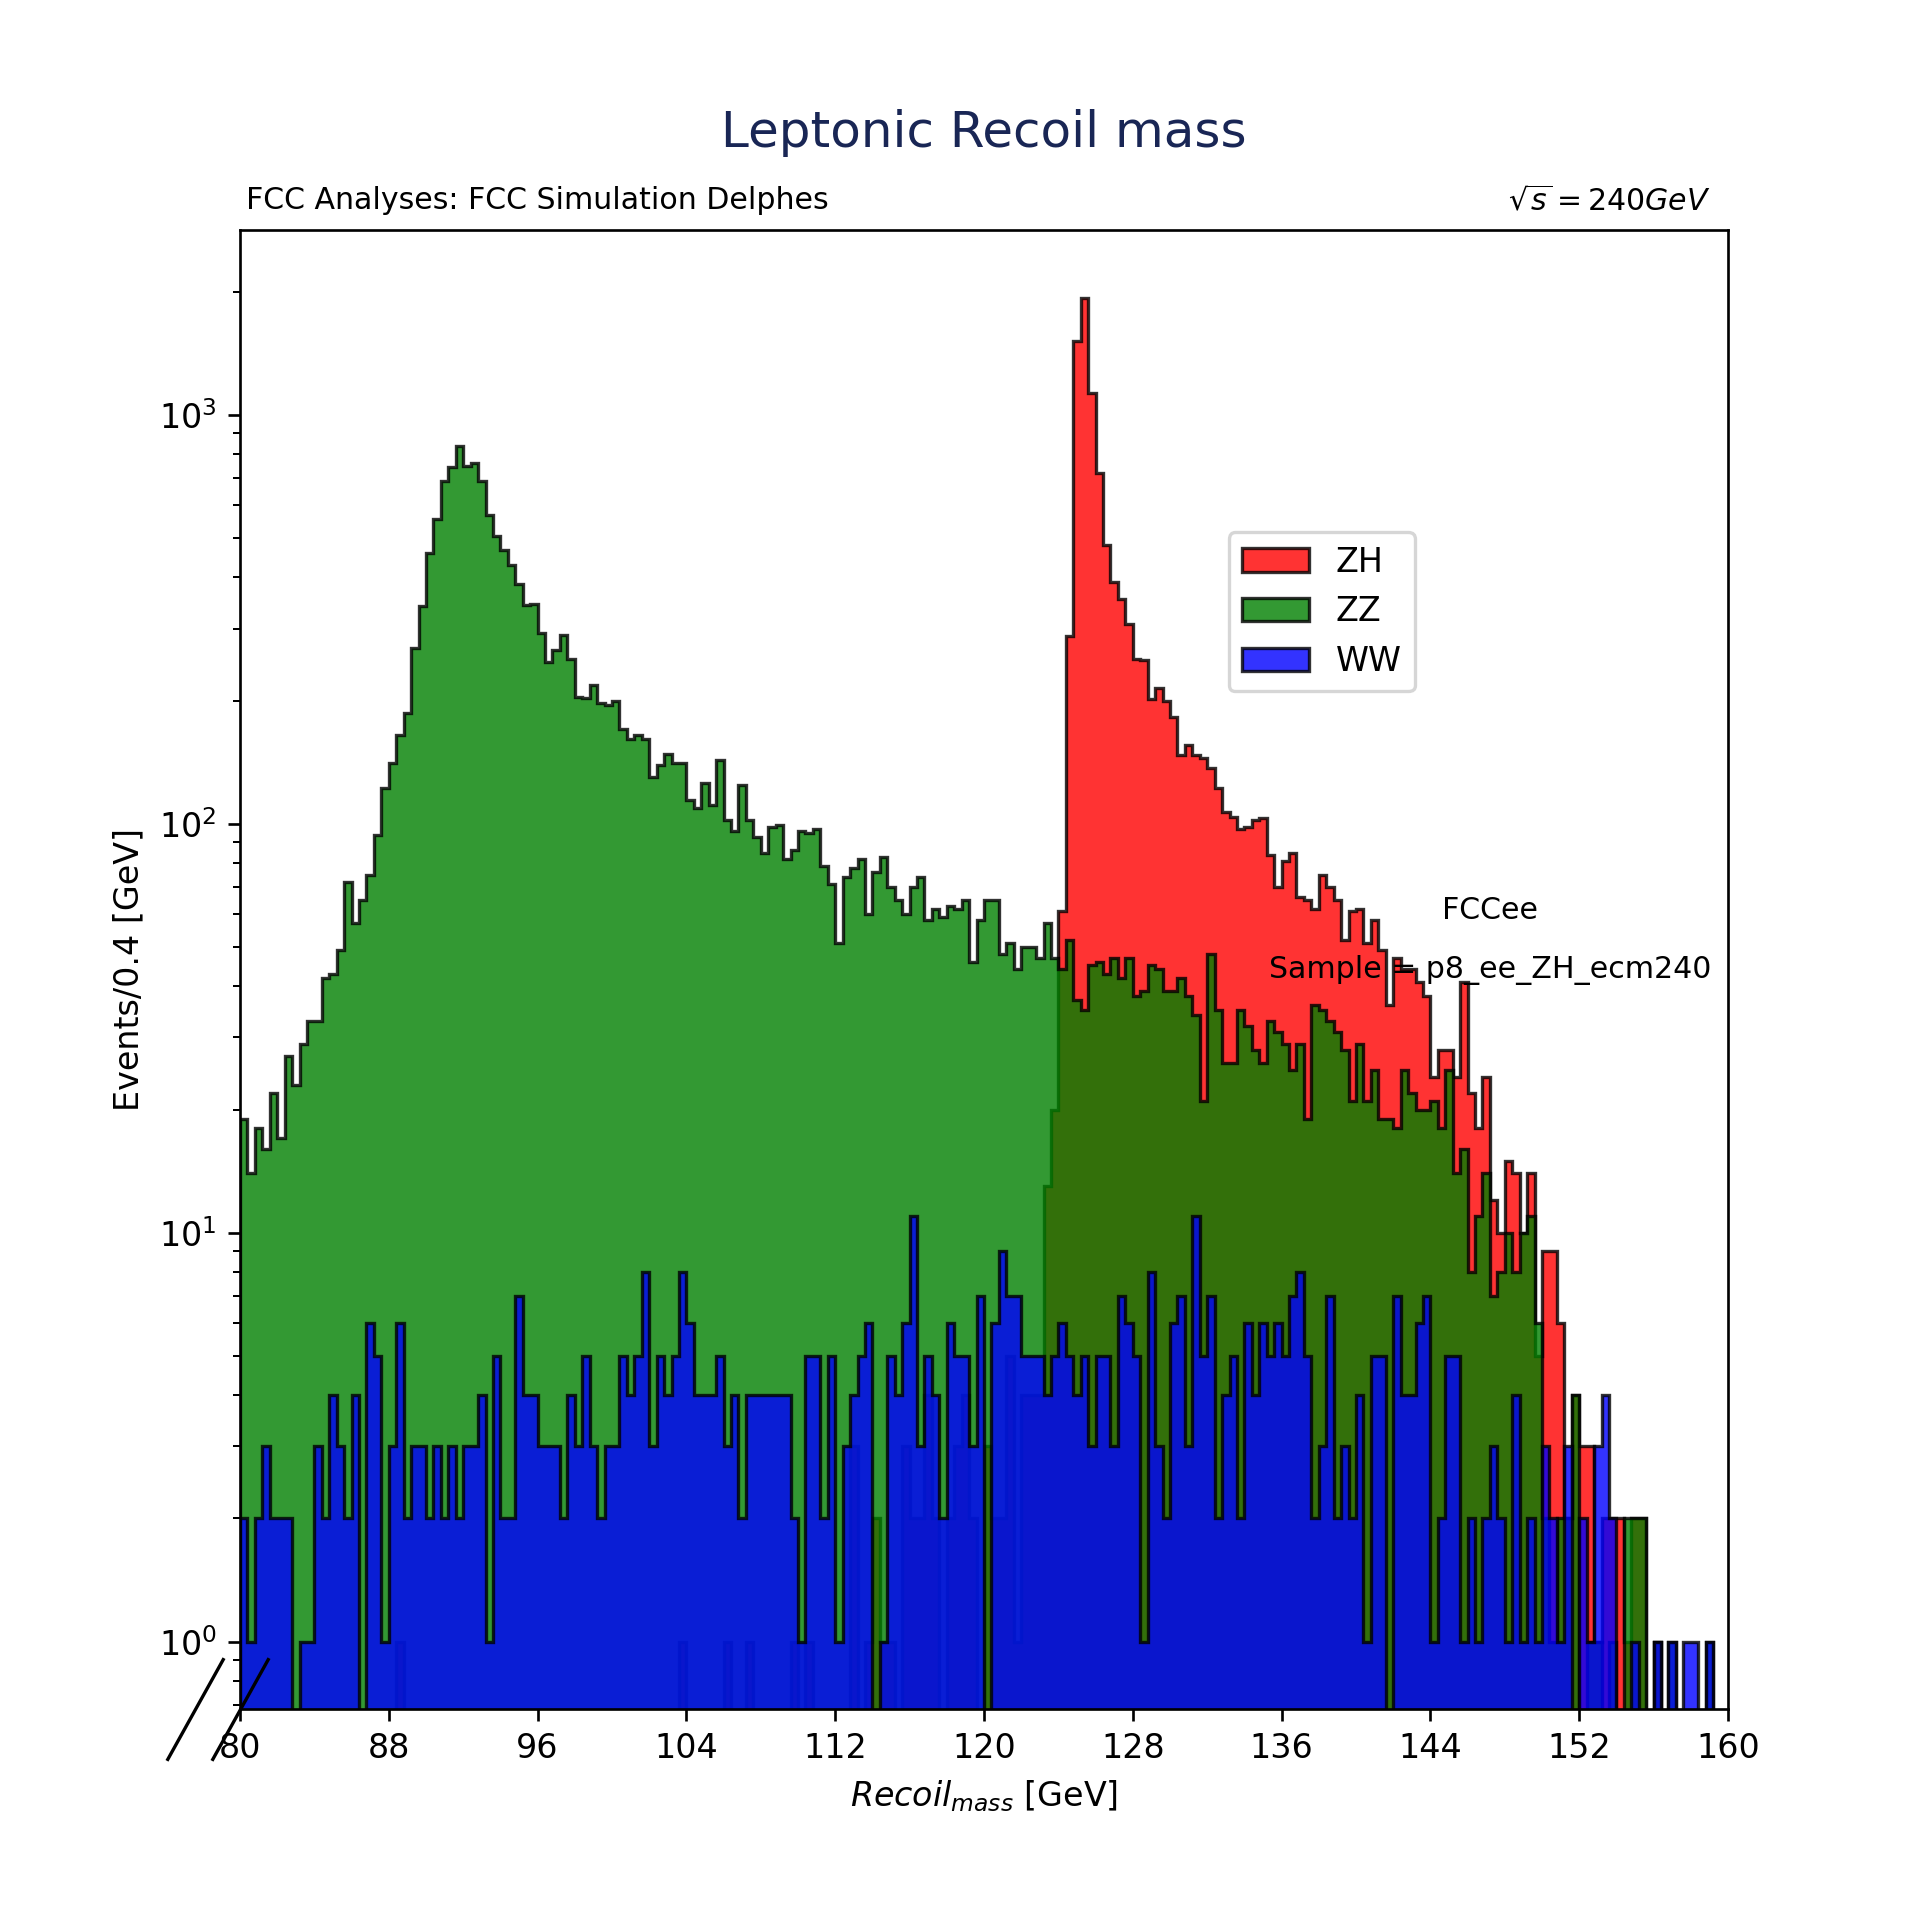 Leptonic Recoil mass
FCC Analyses: FCC Simulation Delphes
√s = 240GeV
Events/0.4 [GeV]
10³
10²
10¹
10⁰
ZH
ZZ
WW
FCCee
Sample = p8_ee_ZH_ecm240
80 88 96 104 112 120 128 136 144 152 160
Recoil_mass [GeV]